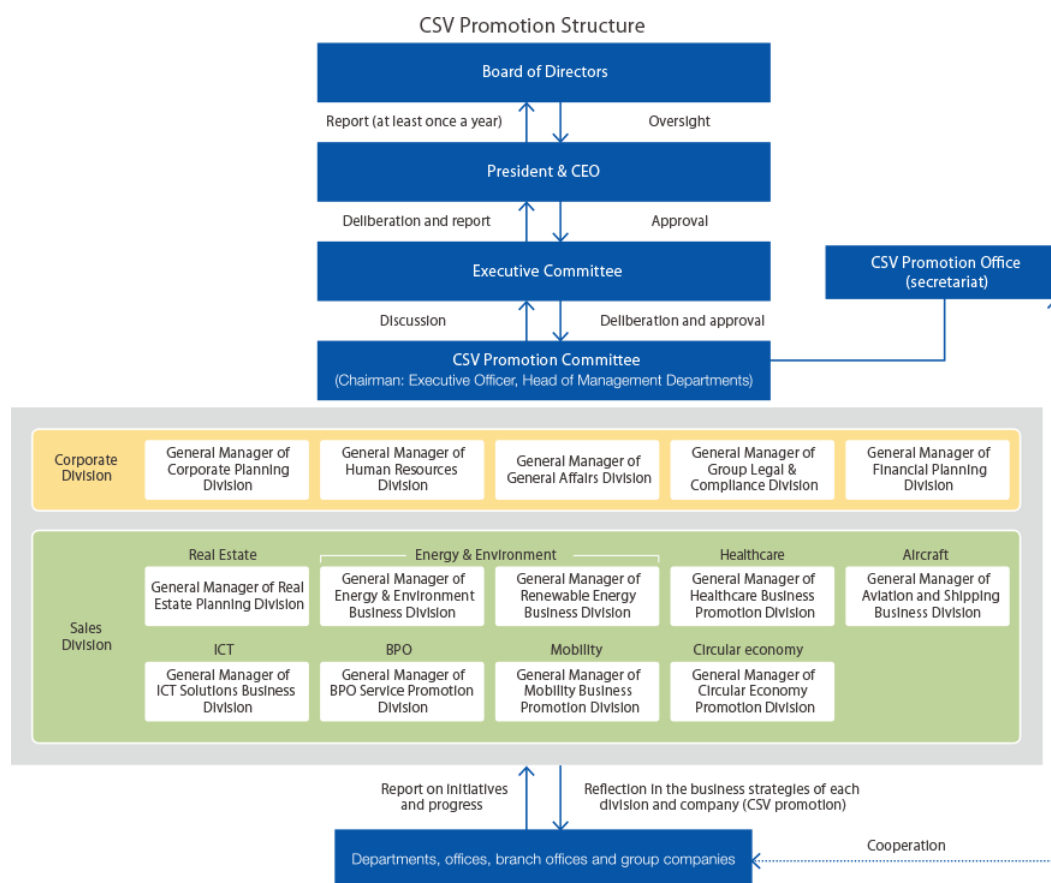 CSV Promotion Structure
Board of Directors
Report (at least once a year)
Oversight
President & CEO
Deliberation and report
Approval
Executive Committee
CSV Promotion Office
(secretariat)
Discussion
Deliberation and approval
CSV Promotion Committee
(Chairman: Executive Officer, Head of Management Departments)
Corporate
Division
General Manager of
Corporate Planning
Division
General Manager of
Human Resources
Division
General Manager of
General Affairs Division
General Manager of
Group Legal &
Compliance Division
General Manager of
Financial Planning
Division
Sales
Division
Real Estate
General Manager of Real
Estate Planning Division
Energy & Environment
General Manager of
Energy & Environment
Business Division
General Manager of
Renewable Energy
Business Division
Healthcare
General Manager of
Healthcare Business
Promotion Division
Aircraft
General Manager of
Aviation and Shipping
Business Division
ICT
General Manager of
ICT Solutions Business
Division
BPO
General Manager of
BPO Service Promotion
Division
Mobility
General Manager of
Mobility Business
Promotion Division
Circular economy
General Manager of
Circular Economy
Promotion Division
Report on initiatives
and progress
Reflection in the business strategies of each
division and company (CSV promotion)
Departments, offices, branch offices and group companies
Cooperation